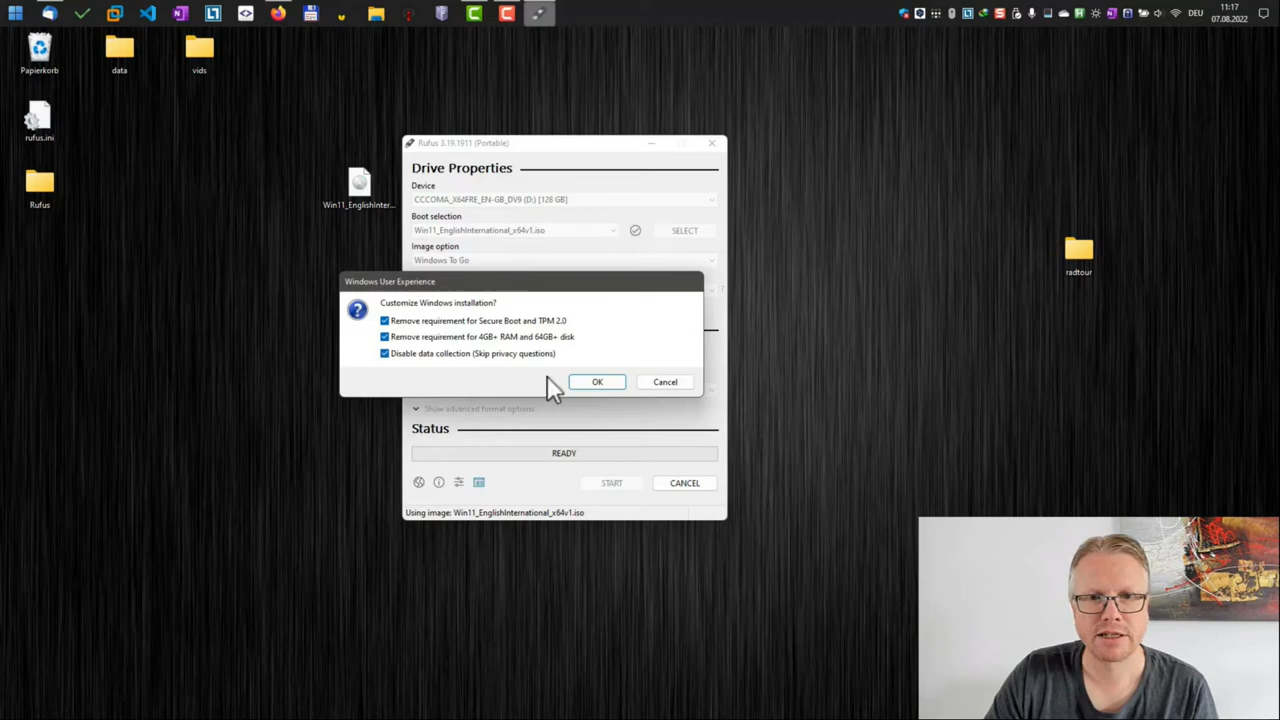 DEU
11:17
07.08.2022
Papierkorb
data
vids
rufus.ini
Rufus
Win11_EnglishInter...
radtour
Rufus 3.19.1911 (Portable)
Drive Properties
Device
CCCOMA_X64FRE_EN-GB_DV9 (D:) [128 GB]
Boot selection
Win11_EnglishInternational_x64v1.iso
SELECT
Image option
Windows To Go
?
Windows User Experience
Customize Windows installation?
Remove requirement for Secure Boot and TPM 2.0
Remove requirement for 4GB+ RAM and 64GB+ disk
Disable data collection (Skip privacy questions)
OK
Cancel
Show advanced format options
Status
READY
START
CANCEL
Using image: Win11_EnglishInternational_x64v1.iso